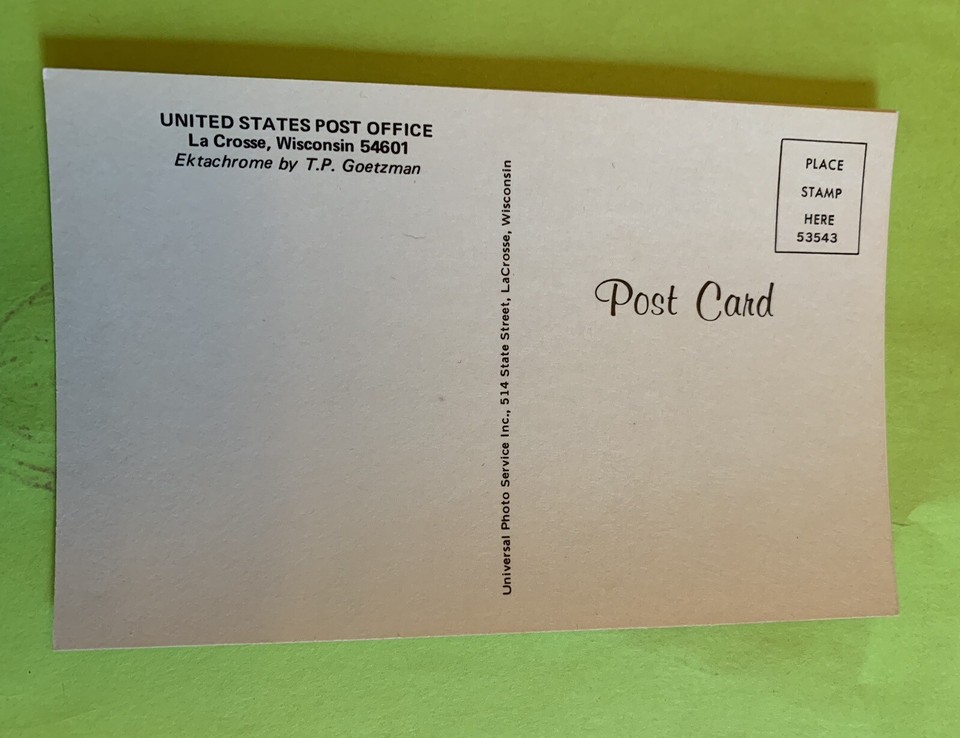 UNITED STATES POST OFFICE
La Crosse, Wisconsin 54601
Ektachrome by T.P. Goetzman
Universal Photo Service Inc., 514 State Street, LaCrosse, Wisconsin
PLACE
STAMP
HERE
53543
Post Card